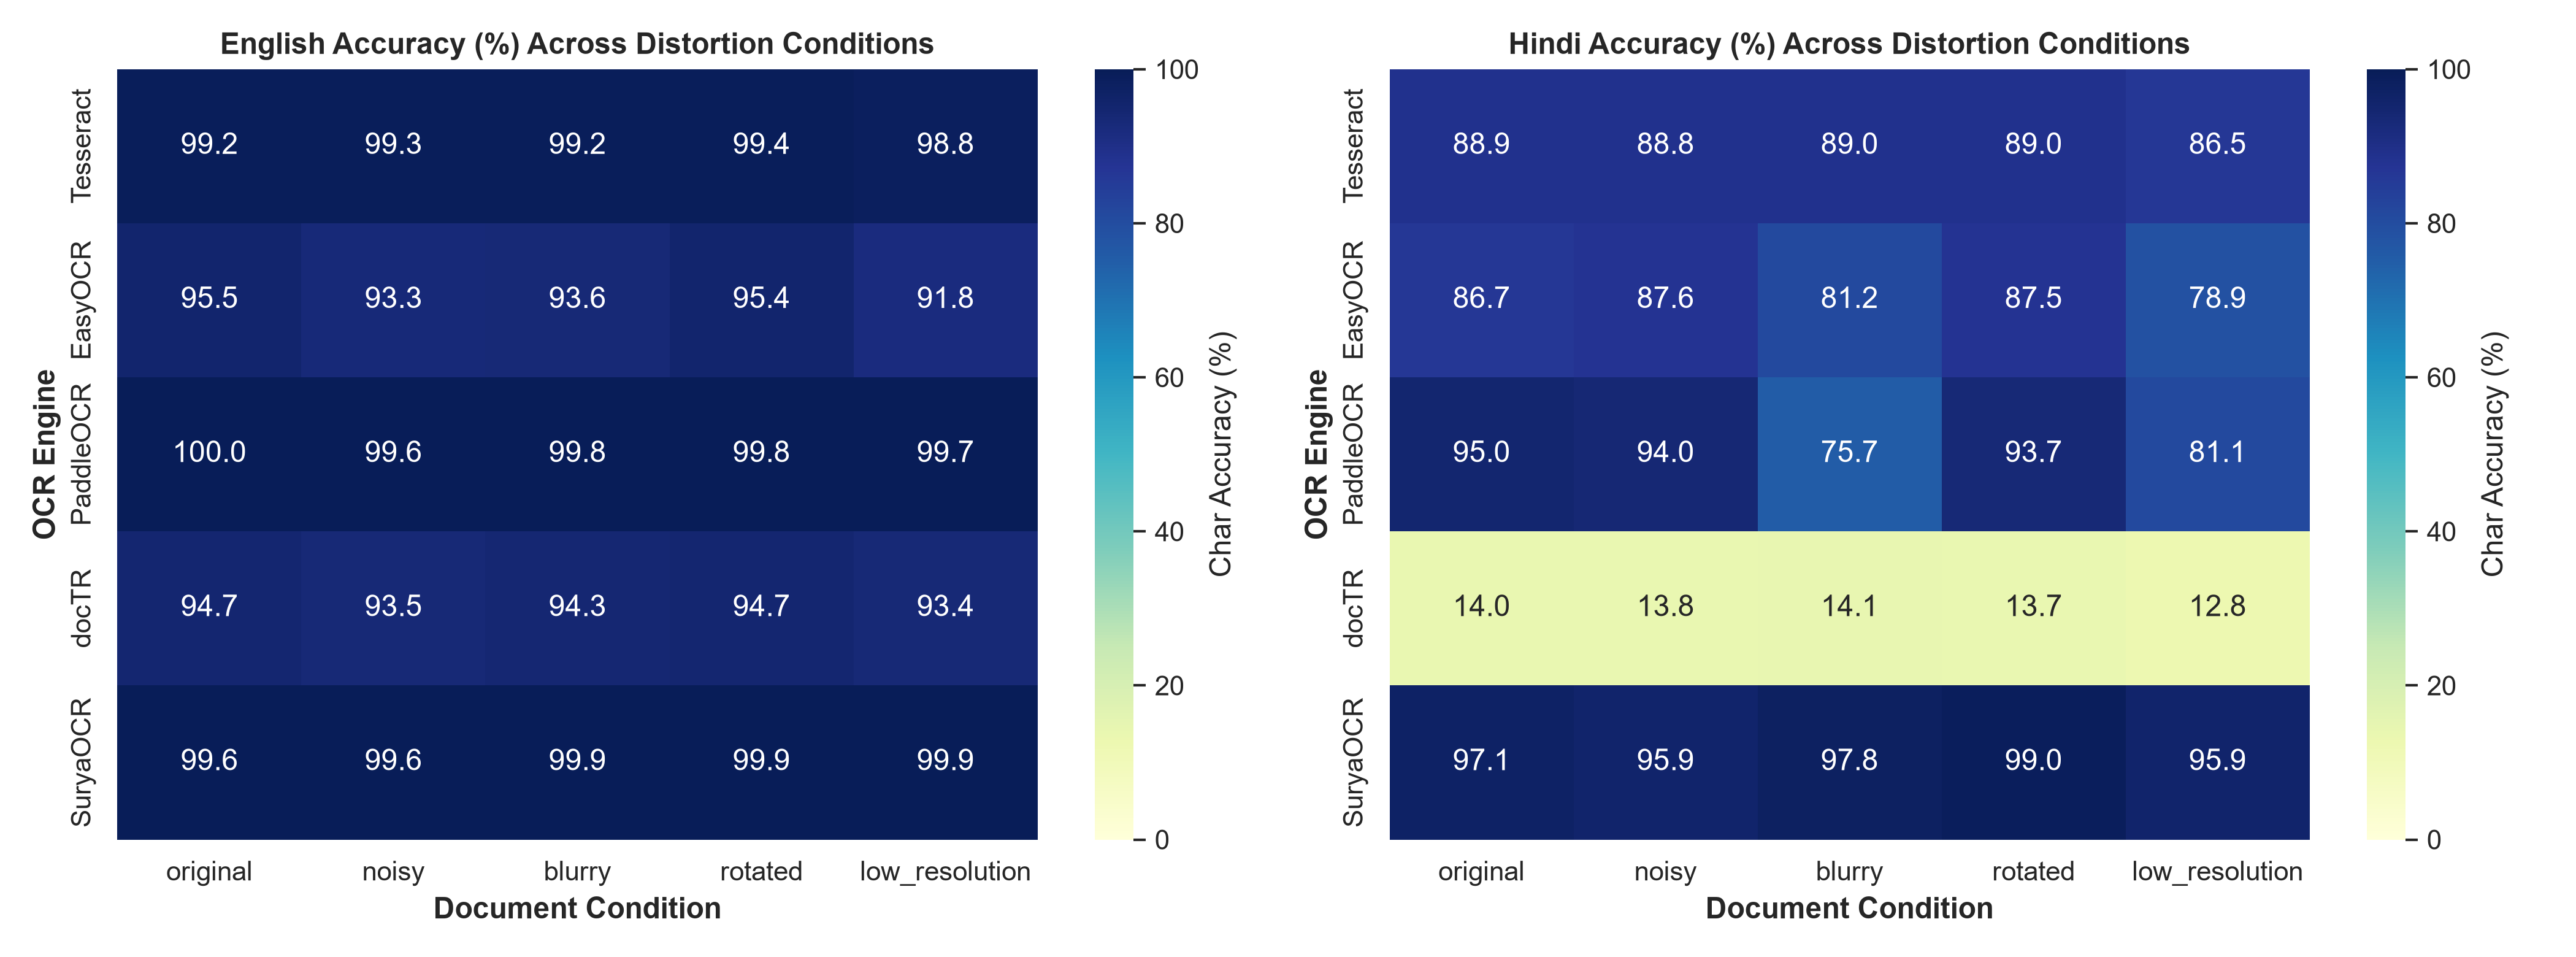 English Accuracy (%) Across Distortion Conditions
OCR Engine
Tesseract 99.2 99.3 99.2 99.4 98.8
EasyOCR 95.5 93.3 93.6 95.4 91.8
PaddleOCR 100.0 99.6 99.8 99.8 99.7
docTR 94.7 93.5 94.3 94.7 93.4
SuryaOCR 99.6 99.6 99.9 99.9 99.9
original noisy blurry rotated low_resolution
Document Condition
100
80
60
40
20
0
Char Accuracy (%)
Hindi Accuracy (%) Across Distortion Conditions
OCR Engine
Tesseract 88.9 88.8 89.0 89.0 86.5
EasyOCR 86.7 87.6 81.2 87.5 78.9
PaddleOCR 95.0 94.0 75.7 93.7 81.1
docTR 14.0 13.8 14.1 13.7 12.8
SuryaOCR 97.1 95.9 97.8 99.0 95.9
original noisy blurry rotated low_resolution
Document Condition
100
80
60
40
20
0
Char Accuracy (%)